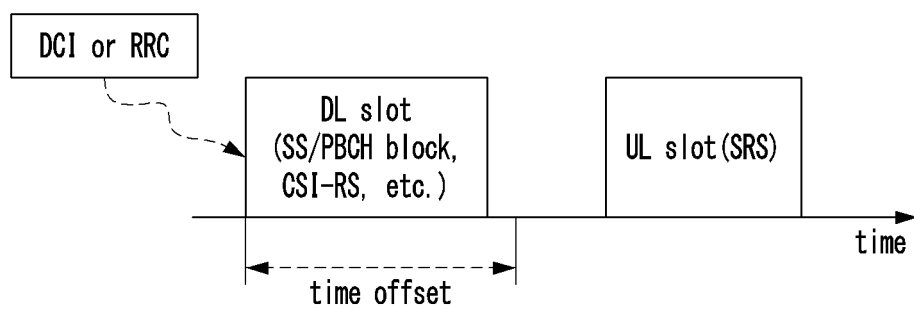 DCI or RRC
DL slot
(SS/PBCH block,
CSI-RS, etc.)
UL slot(SRS)
time
time offset